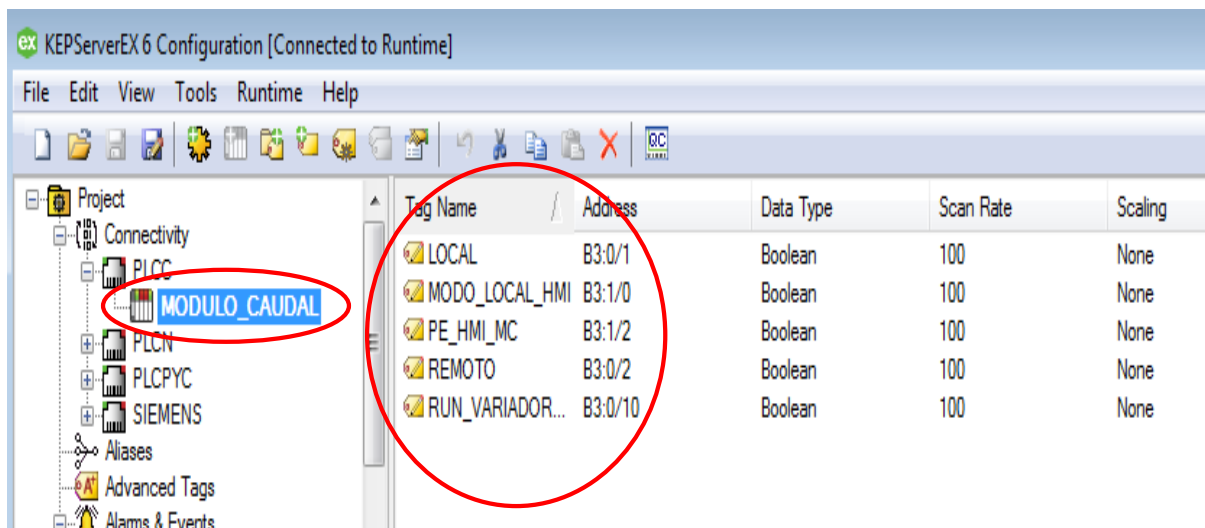 KEPServerEX 6 Configuration [Connected to Runtime]
File Edit View Tools Runtime Help
Project
Connectivity
PLCC
MODULO_CAUDAL
PLCN
PLCPYC
SIEMENS
Aliases
Advanced Tags
Alarms & Events
Tag Name Address Data Type Scan Rate Scaling
LOCAL B3:0/1 Boolean 100 None
MODO_LOCAL_HMI B3:1/0 Boolean 100 None
PE_HMI_MC B3:1/2 Boolean 100 None
REMOTO B3:0/2 Boolean 100 None
RUN_VARIADOR... B3:0/10 Boolean 100 None